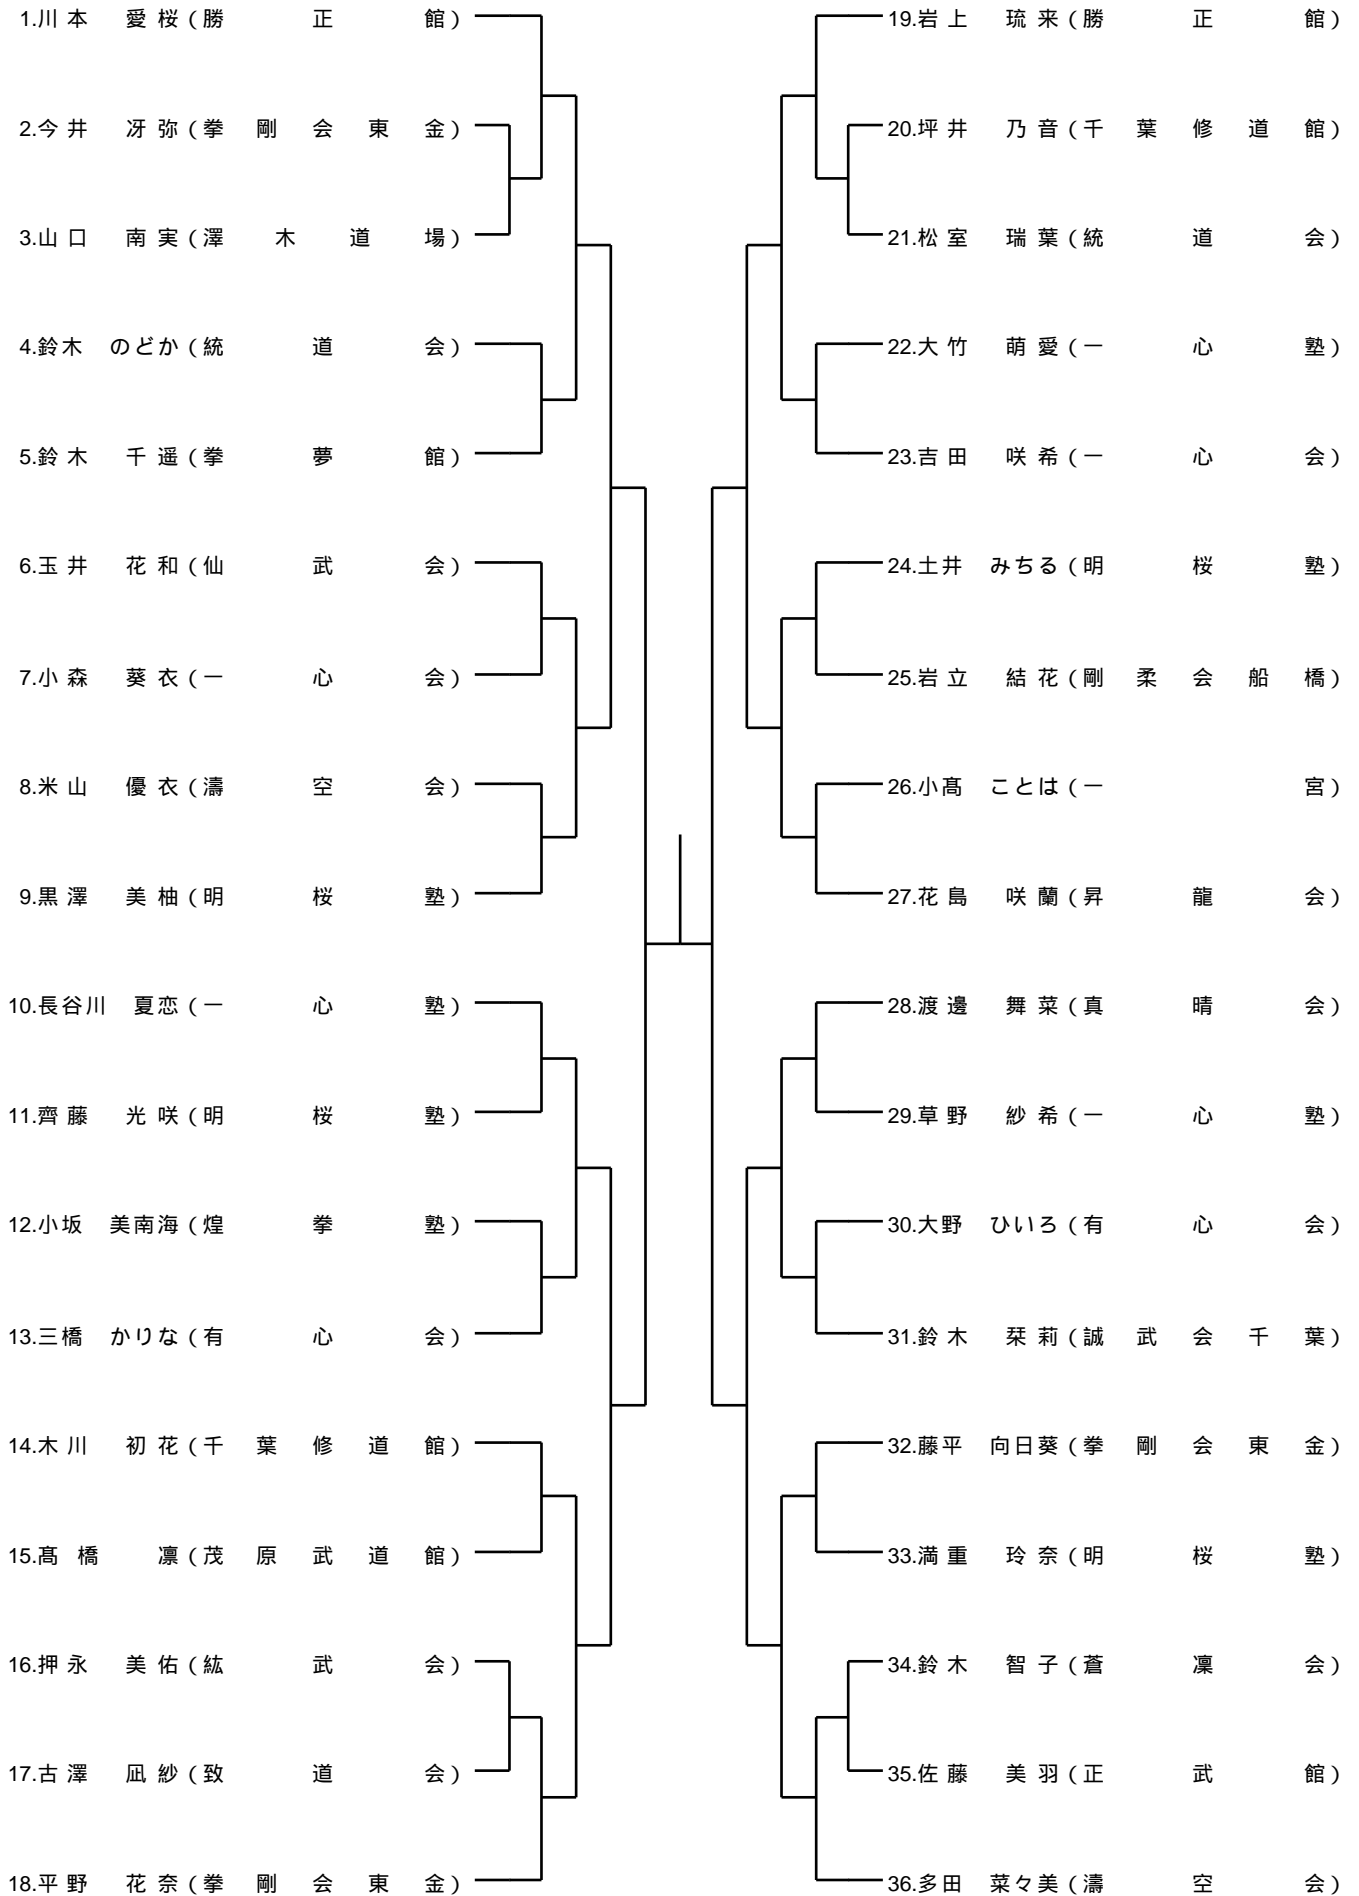 1.川本 愛桜(勝正館)
2.今井 冴弥(拳剛会東金)
3.山口 南実(澤木道場)
4.鈴木 のどか(統道会)
5.鈴木 千遥(拳夢館)
6.玉井 花和(仙武会)
7.小森 葵衣(一心会)
8.米山 優衣(濤空会)
9.黒澤 美柚(明桜塾)
10.長谷川 夏恋(一心塾)
11.齊藤 光咲(明桜塾)
12.小坂 美南海(煌拳塾)
13.三橋 かりな(有心会)
14.木川 初花(千葉修道館)
15.髙橋 凛(茂原武道館)
16.押永 美佑(紘武会)
17.古澤 凪紗(致道会)
18.平野 花奈(拳剛会東金)
19.岩上 琉来(勝正館)
20.坪井 乃音(千葉修道館)
21.松室 瑞葉(統道会)
22.大竹 萌愛(一心塾)
23.吉田 咲希(一心会)
24.土井 みちる(明桜塾)
25.岩立 結花(剛柔会船橋)
26.小髙 ことは(一宮)
27.花島 咲蘭(昇龍会)
28.渡邊 舞菜(真晴会)
29.草野 紗希(一心塾)
30.大野 ひいろ(有心会)
31.鈴木 栞莉(誠武会千葉)
32.藤平 向日葵(拳剛会東金)
33.満重 玲奈(明桜塾)
34.鈴木 智子(蒼凜会)
35.佐藤 美羽(正武館)
36.多田 菜々美(濤空会)